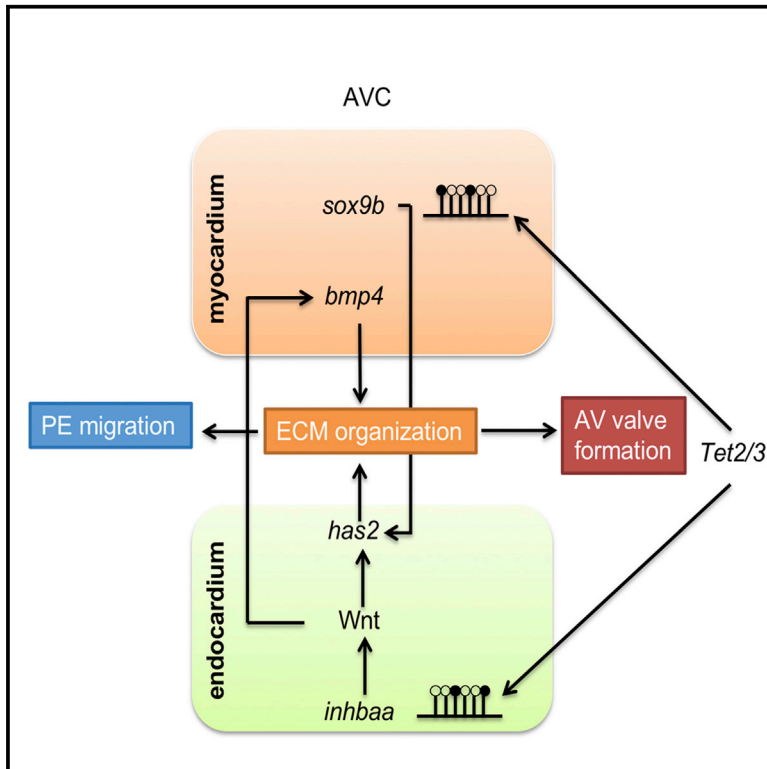 AVC
myocardium
sox9b
bmp4
PE migration
ECM organization
AV valve
formation
Tet2/3
endocardium
has2
Wnt
inhbaa